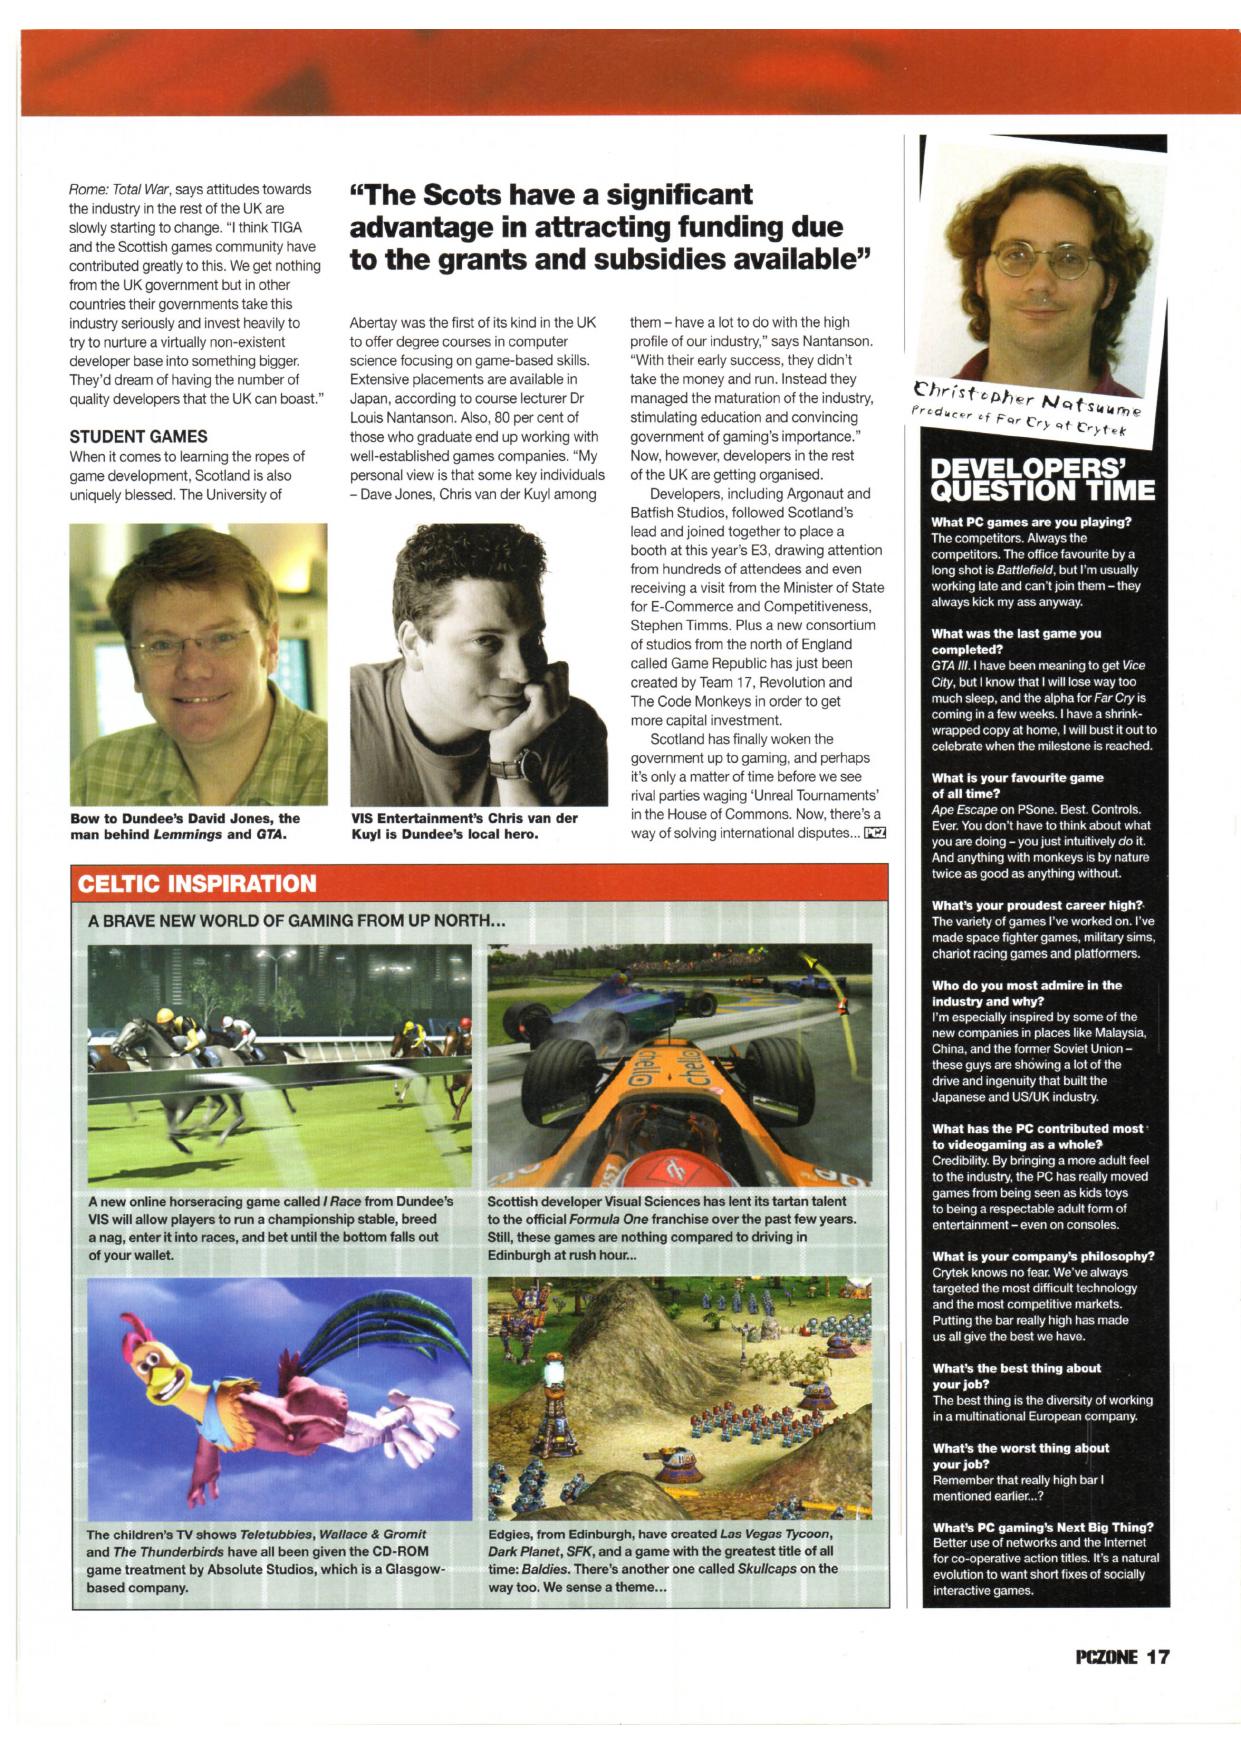 Rome: Total War, says attitudes towards
the industry in the rest of the UK are
slowly starting to change. “I think TIGA
and the Scottish games community have
contributed greatly to this. We get nothing
from the UK government but in other
countries their governments take this
industry seriously and invest heavily to
try to nurture a virtually non-existent
developer base into something bigger.
They’d dream of having the number of
quality developers that the UK can boast.”
STUDENT GAMES
When it comes to learning the ropes of
game development, Scotland is also
uniquely blessed. The University of
“The Scots have a significant
advantage in attracting funding due
to the grants and subsidies available”
Abertay was the first of its kind in the UK
to offer degree courses in computer
science focusing on game-based skills.
Extensive placements are available in
Japan, according to course lecturer Dr
Louis Nantanson. Also, 80 per cent of
those who graduate end up working with
well-established games companies. “My
personal view is that some key individuals
– Dave Jones, Chris van der Kuyl among
them – have a lot to do with the high
profile of our industry,” says Nantanson.
“With their early success, they didn’t
take the money and run. Instead they
managed the maturation of the industry,
stimulating education and convincing
government of gaming’s importance.”
Now, however, developers in the rest
of the UK are getting organised.
Developers, including Argonaut and
Batfish Studios, followed Scotland’s
lead and joined together to place a
booth at this year’s E3, drawing attention
from hundreds of attendees and even
receiving a visit from the Minister of State
for E-Commerce and Competitiveness,
Stephen Timms. Plus a new consortium
of studios from the north of England
called Game Republic has just been
created by Team 17, Revolution and
The Code Monkeys in order to get
more capital investment.
Scotland has finally woken the
government up to gaming, and perhaps
it’s only a matter of time before we see
rival parties waging ‘Unreal Tournaments’
in the House of Commons. Now, there’s a
way of solving international disputes... PCZ
Bow to Dundee’s David Jones, the
man behind Lemmings and GTA.
VIS Entertainment’s Chris van der
Kuyl is Dundee’s local hero.
CELTIC INSPIRATION
A BRAVE NEW WORLD OF GAMING FROM UP NORTH...
chello
chello
A new online horseracing game called I Race from Dundee’s
VIS will allow players to run a championship stable, breed
a nag, enter it into races, and bet until the bottom falls out
of your wallet.
Scottish developer Visual Sciences has lent its tartan talent
to the official Formula One franchise over the past few years.
Still, these games are nothing compared to driving in
Edinburgh at rush hour...
The children’s TV shows Teletubbies, Wallace & Gromit
and The Thunderbirds have all been given the CD-ROM
game treatment by Absolute Studios, which is a Glasgow-
based company.
Edgies, from Edinburgh, have created Las Vegas Tycoon,
Dark Planet, SFK, and a game with the greatest title of all
time: Baldies. There’s another one called Skullcaps on the
way too. We sense a theme...
Christopher Natsuume
Producer of Far Cry at Crytek
DEVELOPERS’
QUESTION TIME
What PC games are you playing?
The competitors. Always the
competitors. The office favourite by a
long shot is Battlefield, but I’m usually
working late and can’t join them – they
always kick my ass anyway.
What was the last game you
completed?
GTA III. I have been meaning to get Vice
City, but I know that I will lose way too
much sleep, and the alpha for Far Cry is
coming in a few weeks. I have a shrink-
wrapped copy at home, I will bust it out to
celebrate when the milestone is reached.
What is your favourite game
of all time?
Ape Escape on PSone. Best. Controls.
Ever. You don’t have to think about what
you are doing – you just intuitively do it.
And anything with monkeys is by nature
twice as good as anything without.
What’s your proudest career high?
The variety of games I’ve worked on. I’ve
made space fighter games, military sims,
chariot racing games and platformers.
Who do you most admire in the
industry and why?
I’m especially inspired by some of the
new companies in places like Malaysia,
China, and the former Soviet Union –
these guys are showing a lot of the
drive and ingenuity that built the
Japanese and US/UK industry.
What has the PC contributed most
to videogaming as a whole?
Credibility. By bringing a more adult feel
to the industry, the PC has really moved
games from being seen as kids toys
to being a respectable adult form of
entertainment – even on consoles.
What is your company’s philosophy?
Crytek knows no fear. We’ve always
targeted the most difficult technology
and the most competitive markets.
Putting the bar really high has made
us all give the best we have.
What’s the best thing about
your job?
The best thing is the diversity of working
in a multinational European company.
What’s the worst thing about
your job?
Remember that really high bar I
mentioned earlier...?
What’s PC gaming’s Next Big Thing?
Better use of networks and the Internet
for co-operative action titles. It’s a natural
evolution to want short fixes of socially
interactive games.
PCZONE 17